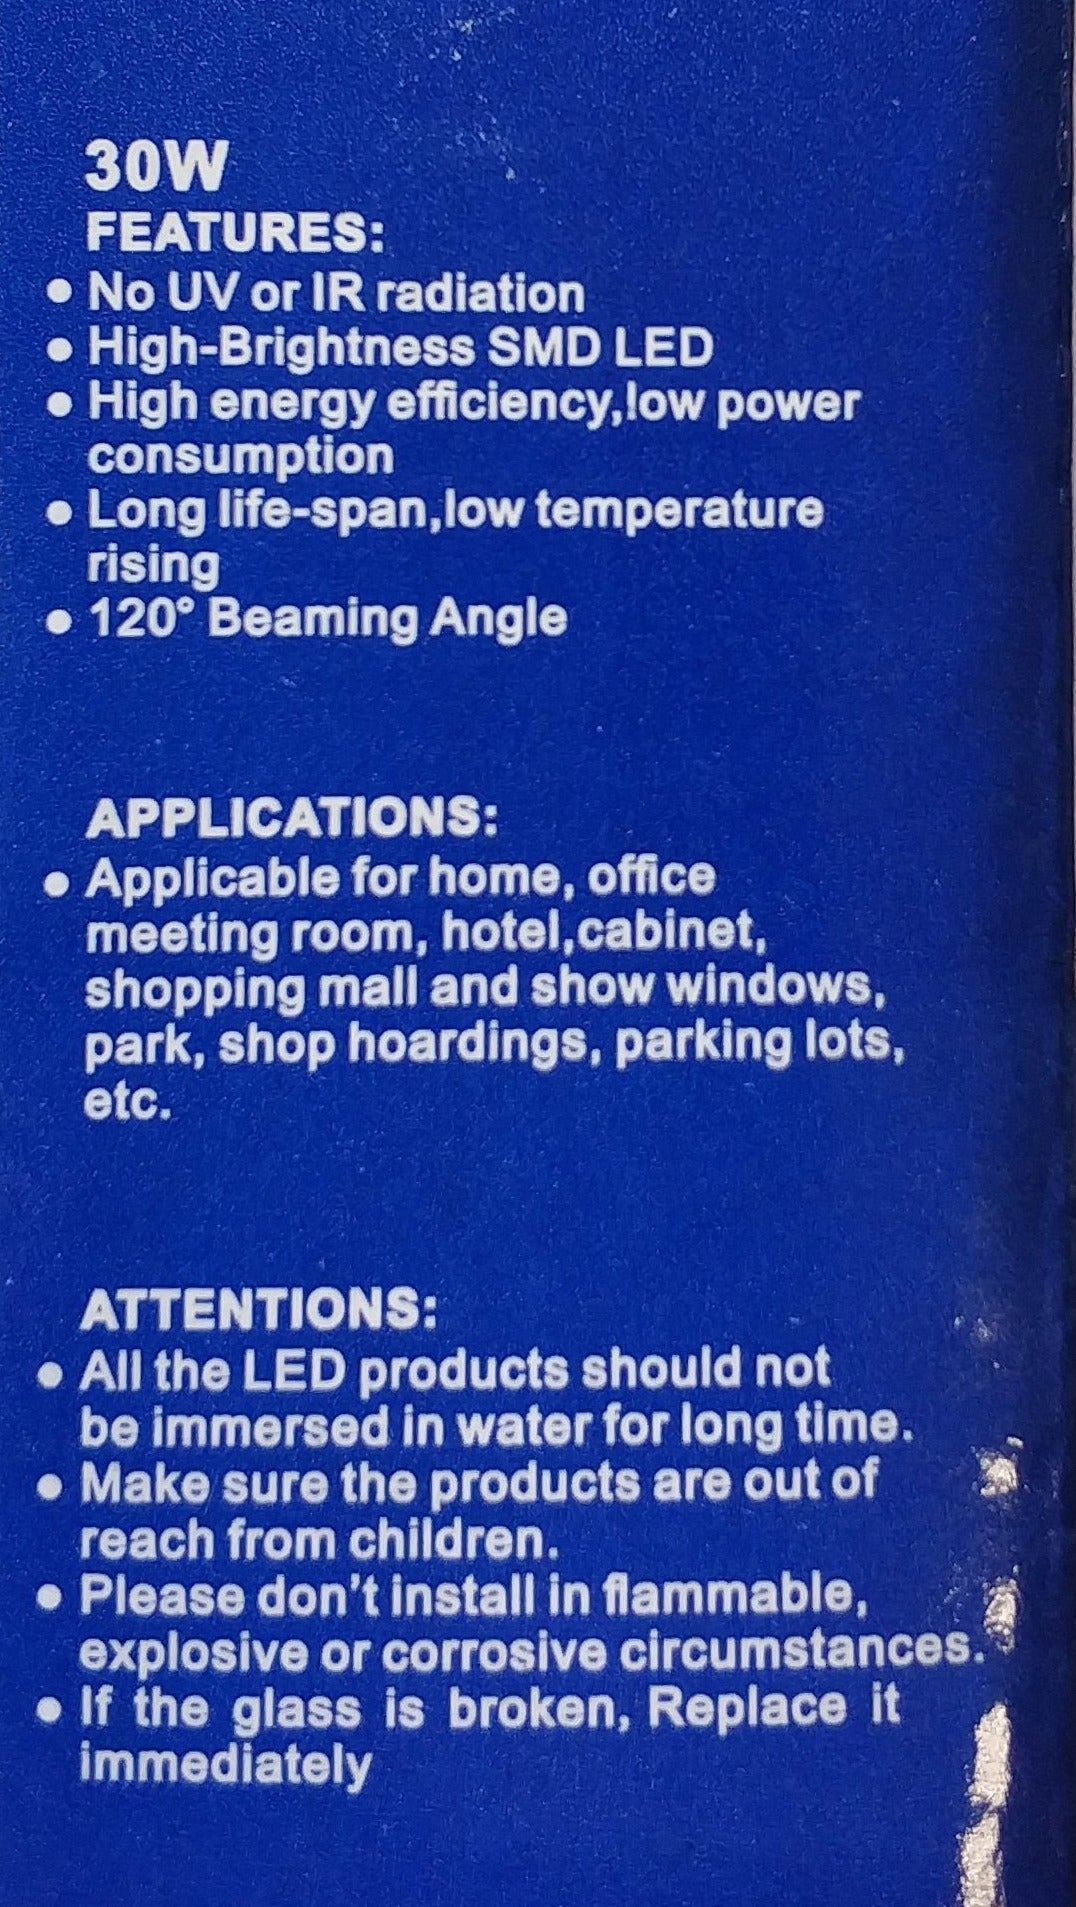 30W
FEATURES:
● No UV or IR radiation
● High-Brightness SMD LED
● High energy efficiency,low power
consumption
● Long life-span,low temperature
rising
● 120° Beaming Angle
APPLICATIONS:
● Applicable for home, office
meeting room, hotel,cabinet,
shopping mall and show windows,
park, shop hoardings, parking lots,
etc.
ATTENTIONS:
● All the LED products should not
be immersed in water for long time.
● Make sure the products are out of
reach from children.
● Please don't install in flammable,
explosive or corrosive circumstances.
● If the glass is broken, Replace it
immediately